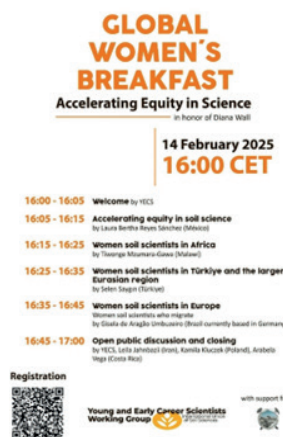 GLOBAL
WOMEN´S
BREAKFAST
Accelerating Equity in Science
in honor of Diana Wall
14 February 2025
16:00 CET
16:00 - 16:05 Welcome by YECS
16:05 - 16:15 Accelerating equity in soil science
by Laura Bertha Reyes Sánchez (México)
16:15 - 16:25 Women soil scientists in Africa
by Tiwonge Mzumara-Gawa (Malawi)
16:25 - 16:35 Women soil scientists in Türkiye and the larger
Eurasian region
by Selen Saygın (Türkiye)
16:35 - 16:45 Women soil scientists in Europe
Women soil scientists who migrate
by Gisela de Aragão Umbuzeiro (Brazil currently based in German
16:45 - 17:00 Open public discussion and closing
by YECS, Leila (Iran), Kamila Kluczek (Poland), Arabela
Vega (Costa Rica)
Registration
Young and Early Career Scientists
Working Group
with support f